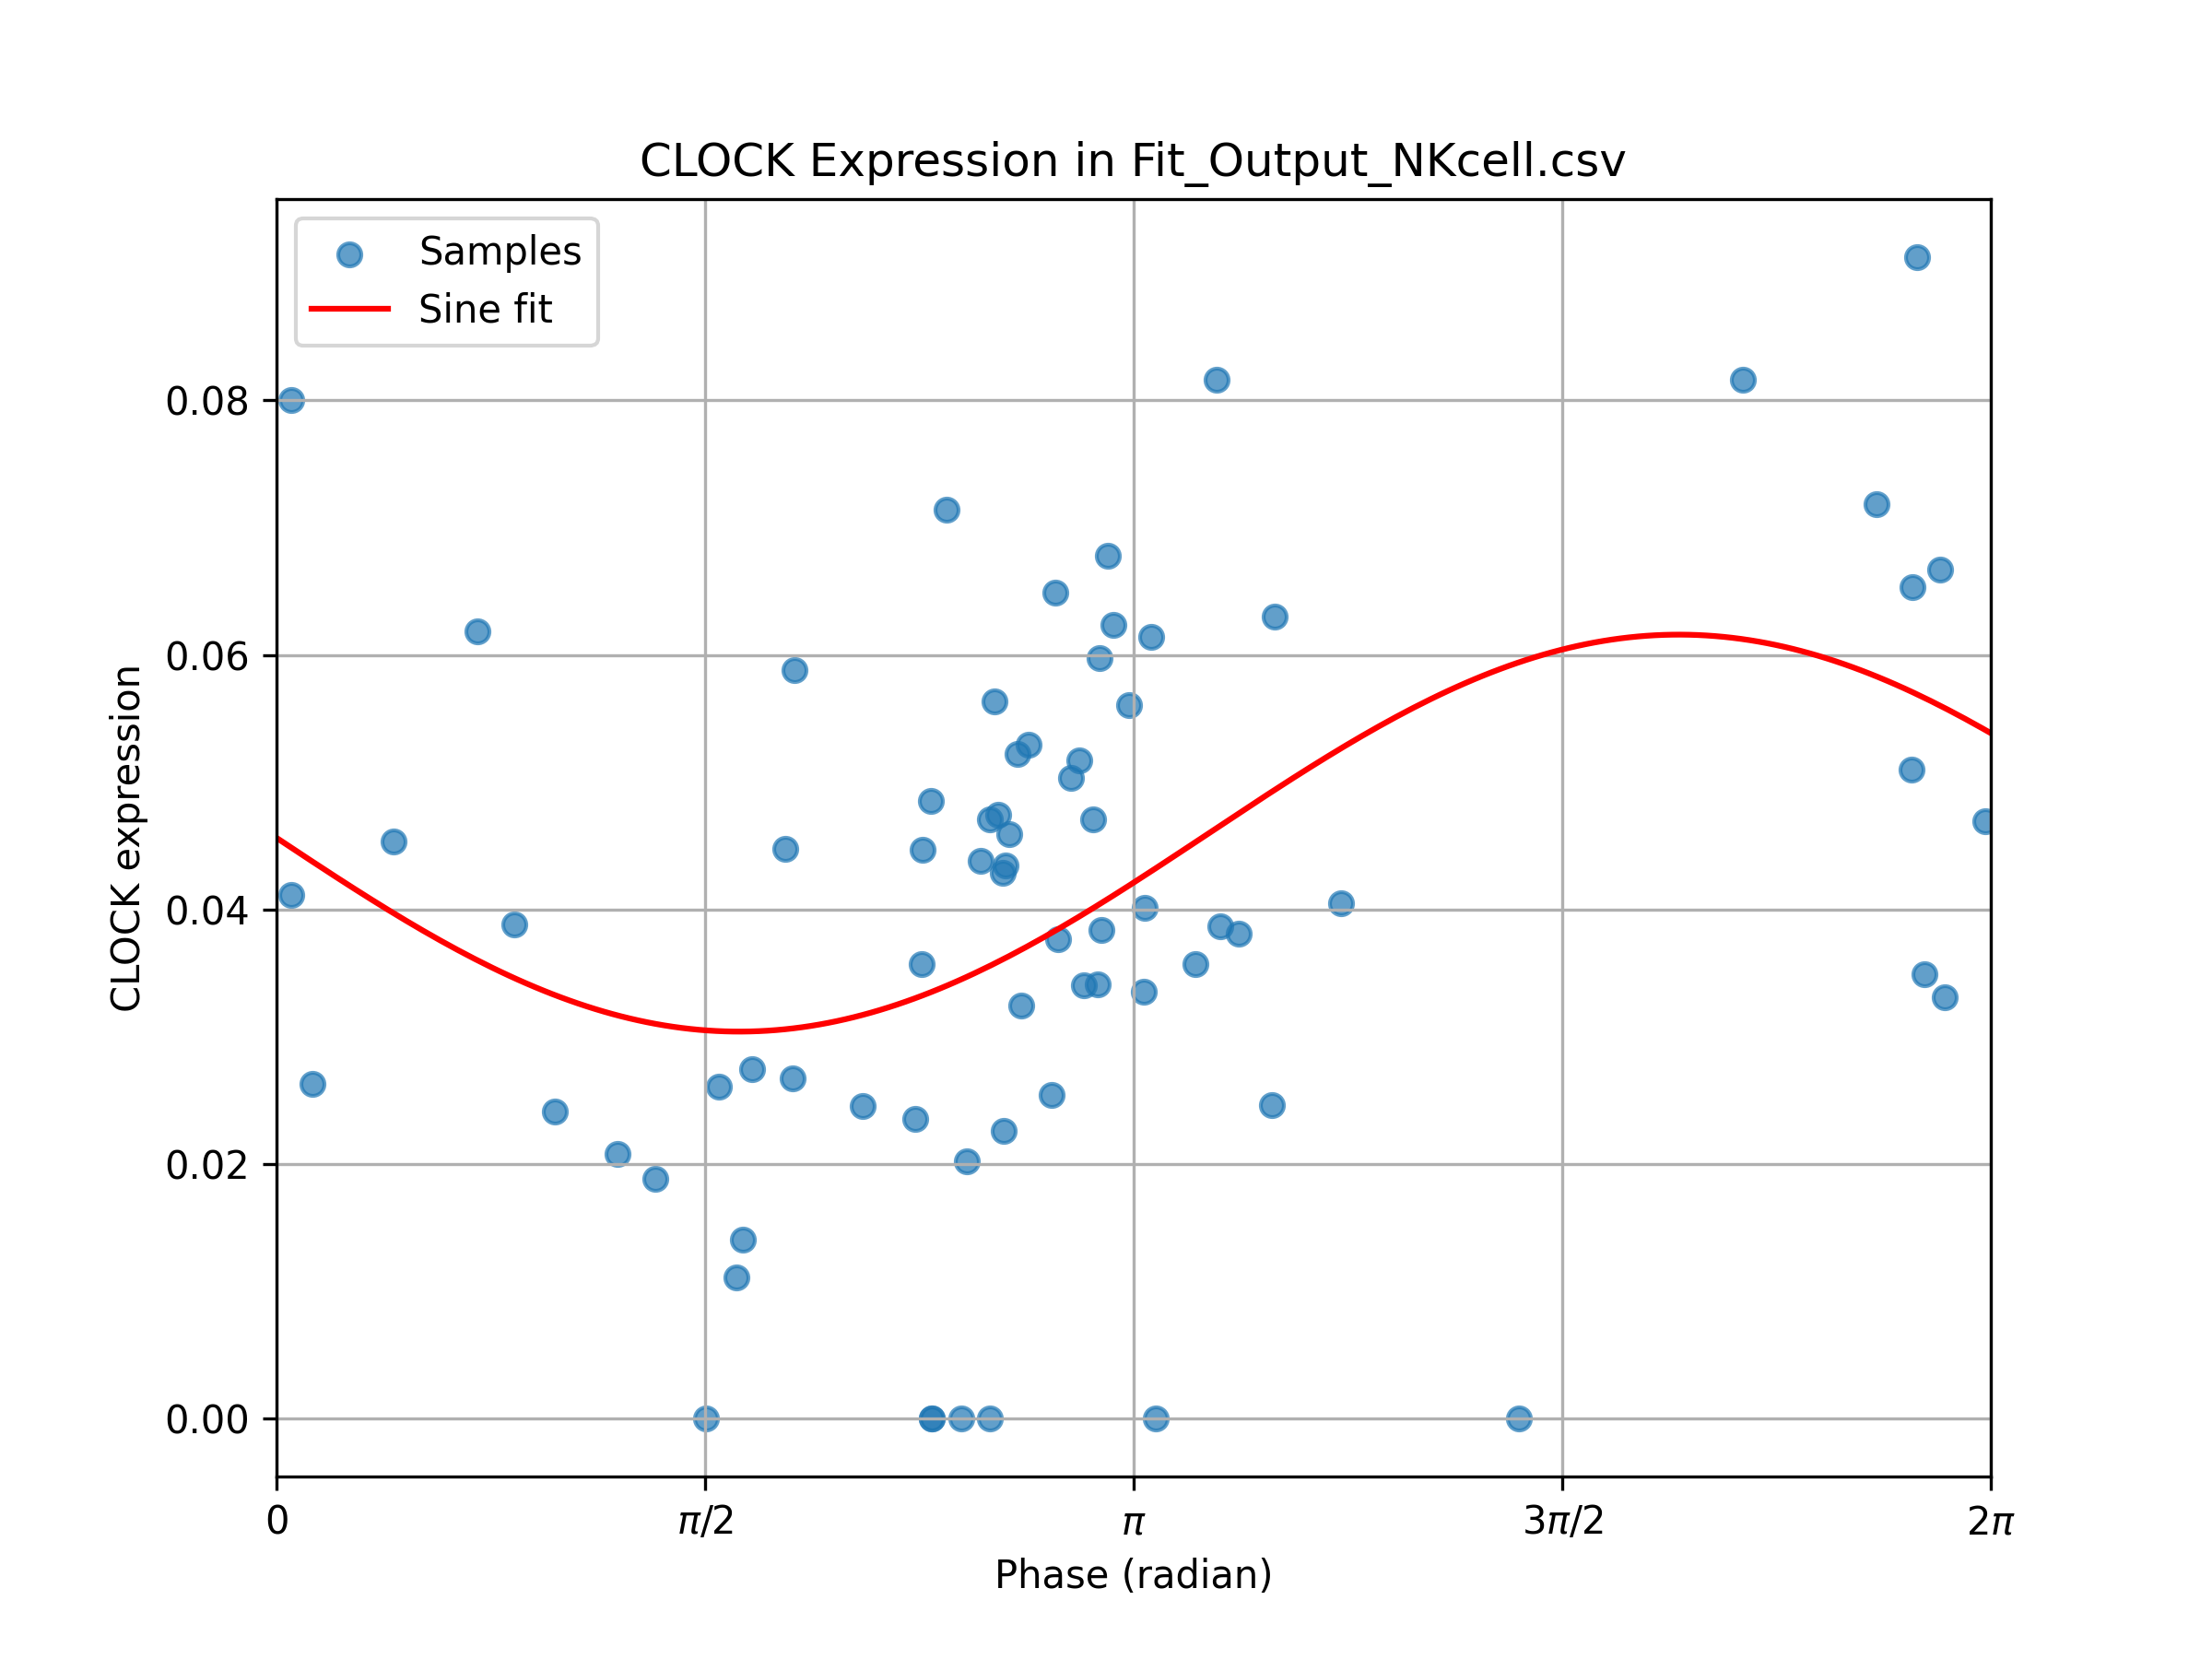 CLOCK Expression in Fit_Output_NKcell.csv
Samples
Sine fit
CLOCK expression
0.08
0.06
0.04
0.02
0.00
0 π/2 π 3π/2 2π
Phase (radian)